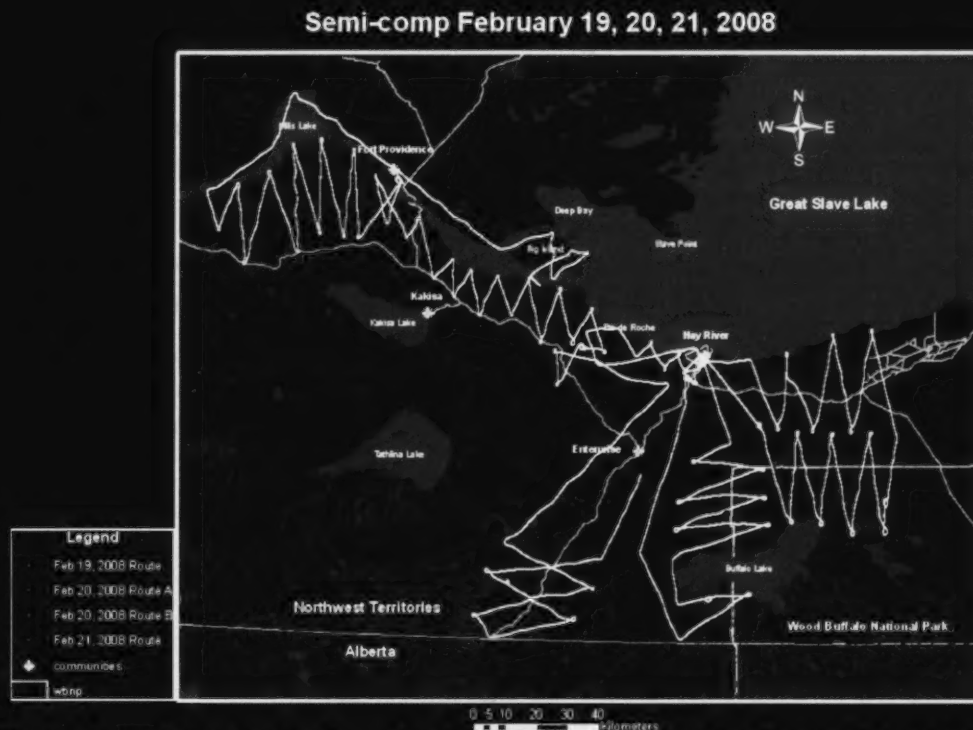 Semi-comp February 19, 20, 21, 2008
N
W E
S
Mills Lake
Fort Providence
Great Slave Lake
Deep Bay
Slave Point
Big Island
Kakisa
Kakisa Lake
Pte de Roche
Hay River
Enterprise
Tathlina Lake
Buffalo Lake
Northwest Territories
Wood Buffalo National Park
Alberta
Legend
Feb 19, 2008 Route
Feb 20, 2008 Route A
Feb 20, 2008 Route B
Feb 21, 2008 Route
communities
wbnp
0 5 10 20 30 40
Kilometers